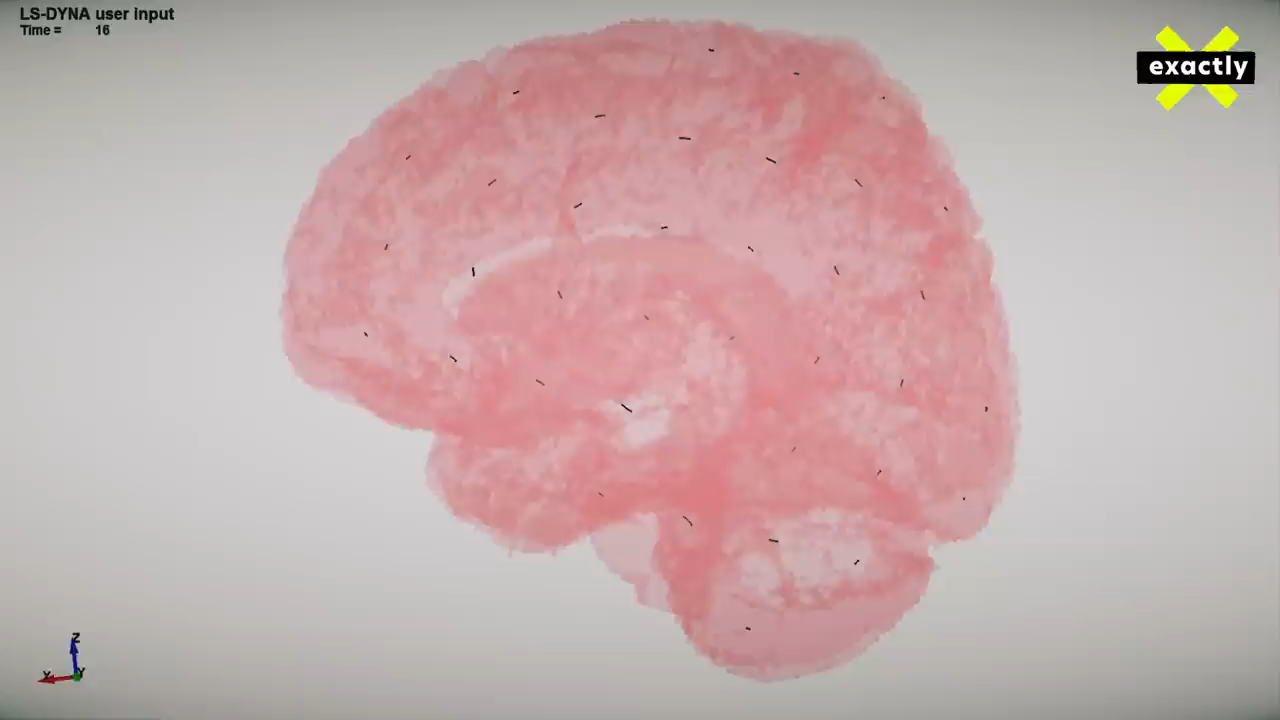 LS-DYNA user input
Time = 16
exactly
Z
X
Y